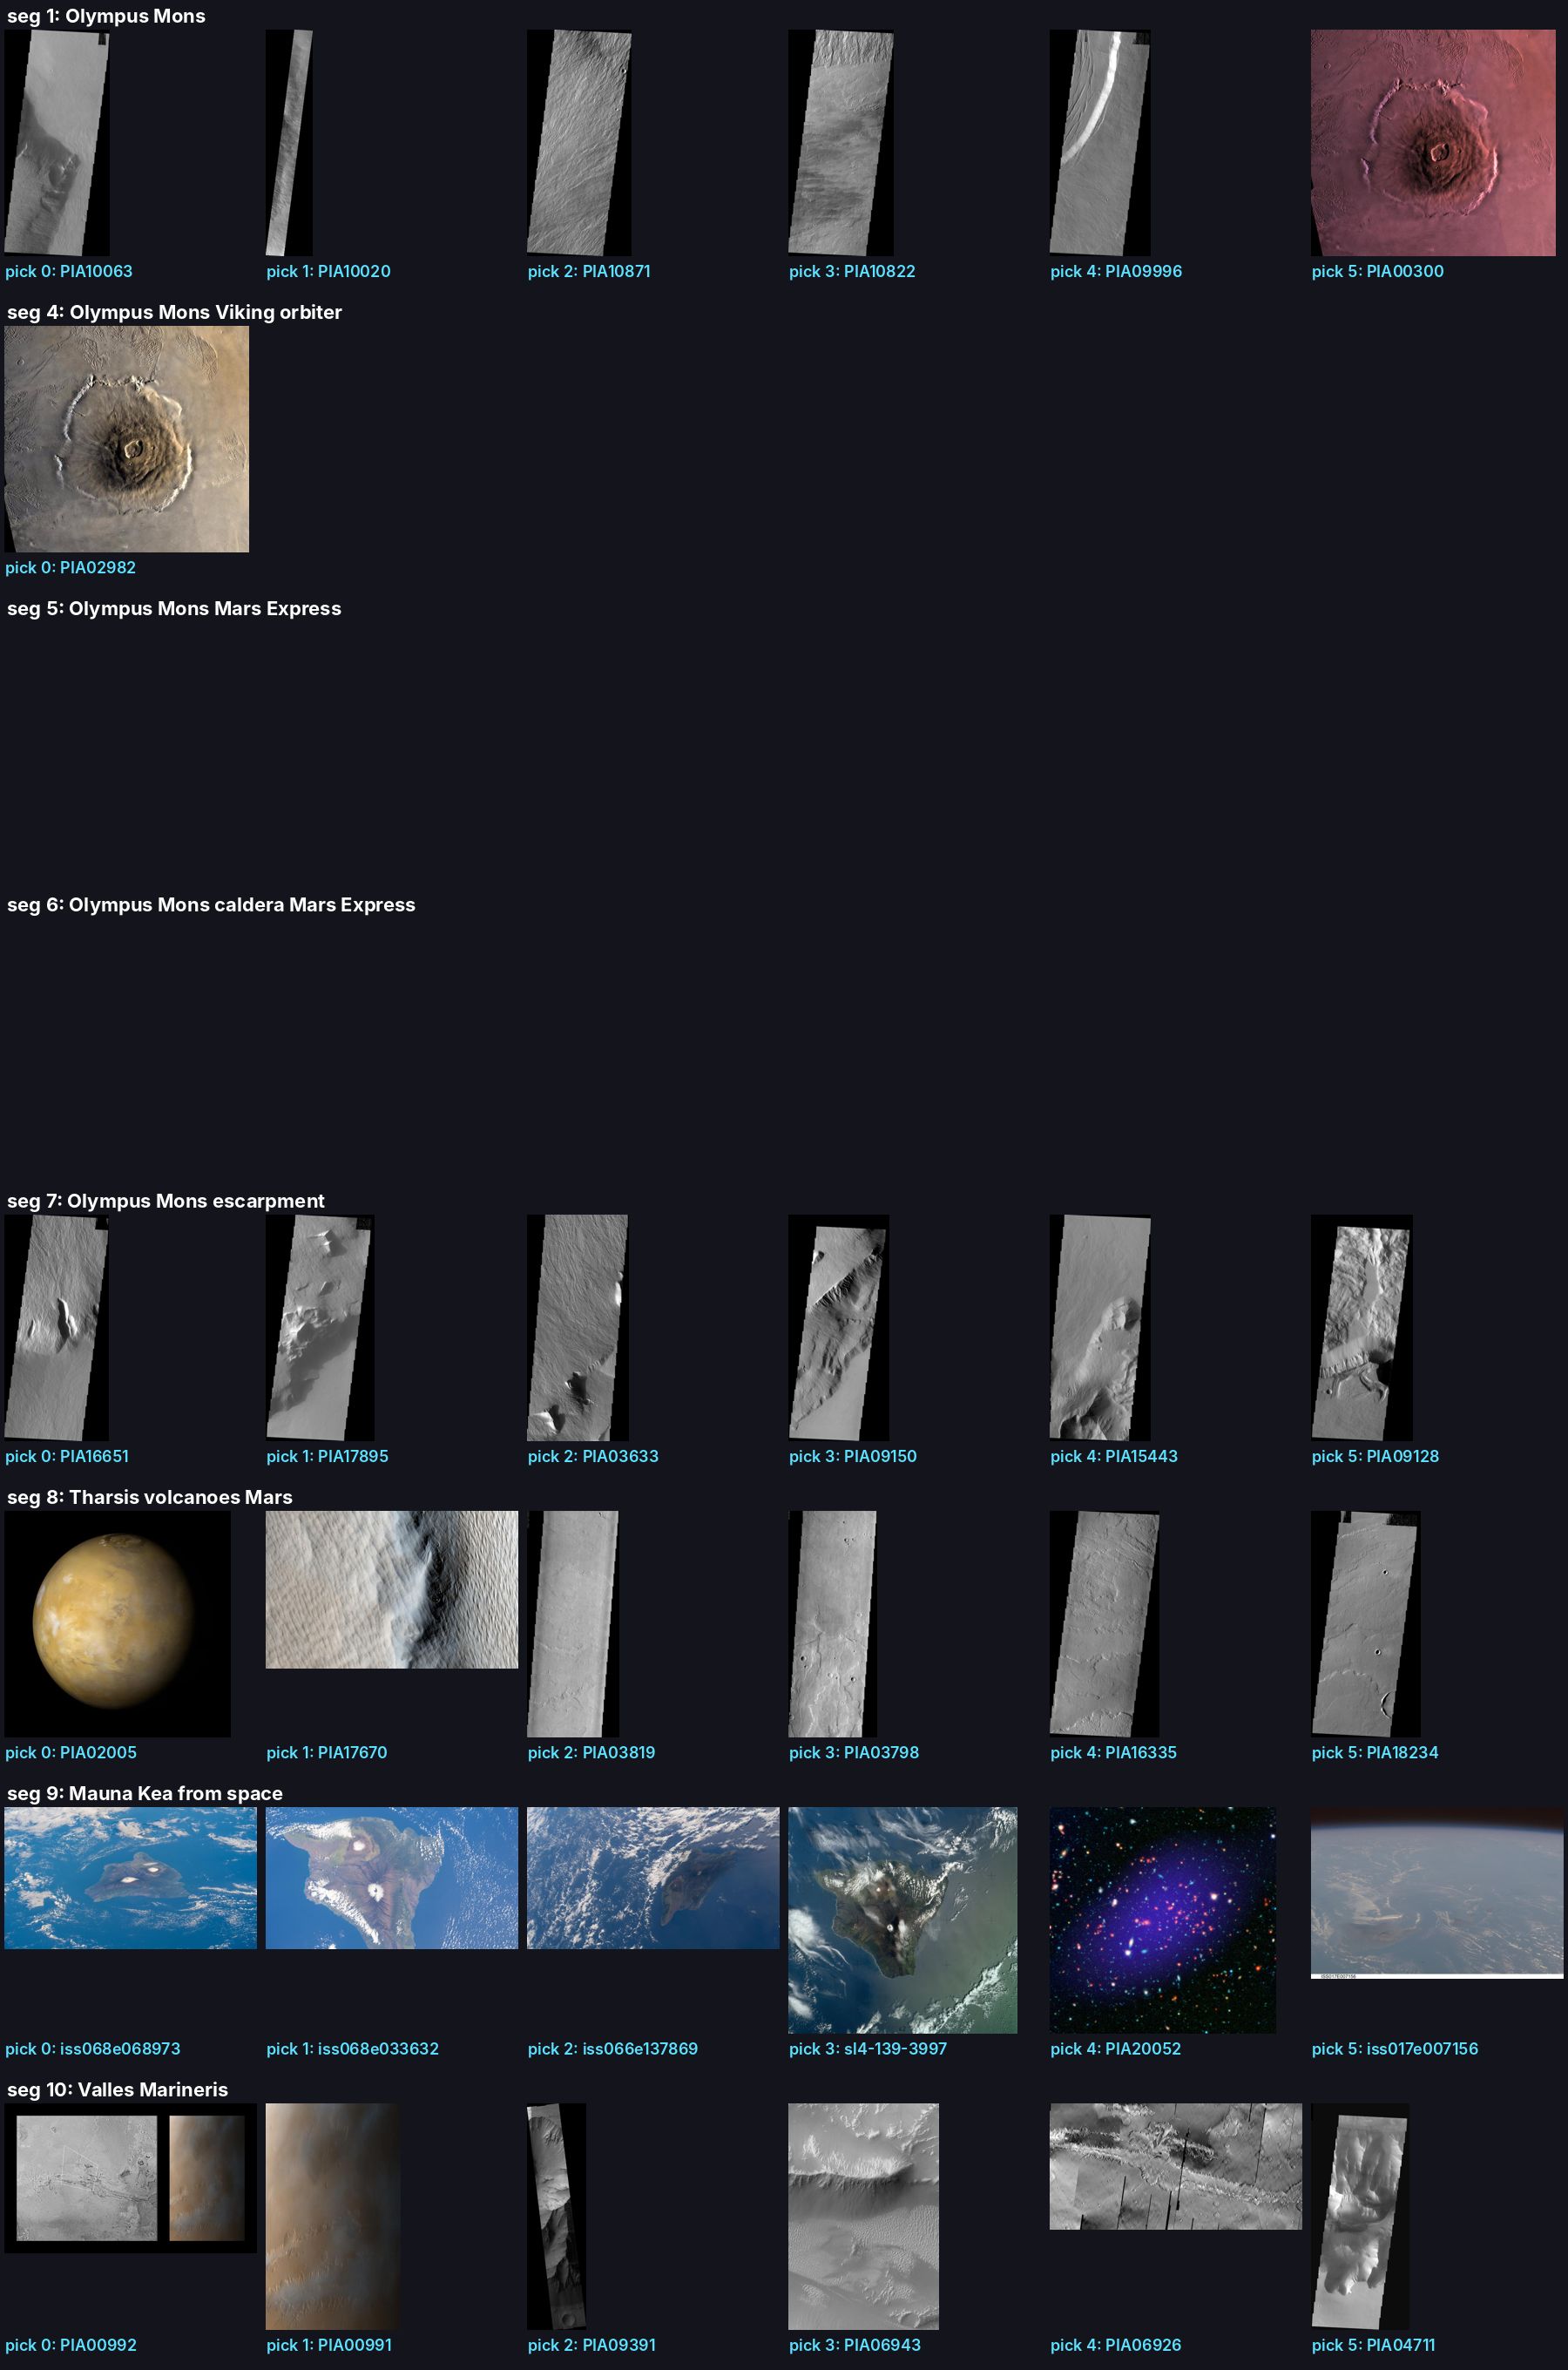 seg 1: Olympus Mons
pick 0: PIA10063
pick 1: PIA10020
pick 2: PIA10871
pick 3: PIA10822
pick 4: PIA09996
pick 5: PIA00300
seg 4: Olympus Mons Viking orbiter
pick 0: PIA02982
seg 5: Olympus Mons Mars Express
seg 6: Olympus Mons caldera Mars Express
seg 7: Olympus Mons escarpment
pick 0: PIA16651
pick 1: PIA17895
pick 2: PIA03633
pick 3: PIA09150
pick 4: PIA15443
pick 5: PIA09128
seg 8: Tharsis volcanoes Mars
pick 0: PIA02005
pick 1: PIA17670
pick 2: PIA03819
pick 3: PIA03798
pick 4: PIA16335
pick 5: PIA18234
seg 9: Mauna Kea from space
pick 0: iss068e068973
pick 1: iss068e033632
pick 2: iss066e137869
pick 3: sl4-139-3997
pick 4: PIA20052
pick 5: iss017e007156
seg 10: Valles Marineris
pick 0: PIA00992
pick 1: PIA00991
pick 2: PIA09391
pick 3: PIA06943
pick 4: PIA06926
pick 5: PIA04711